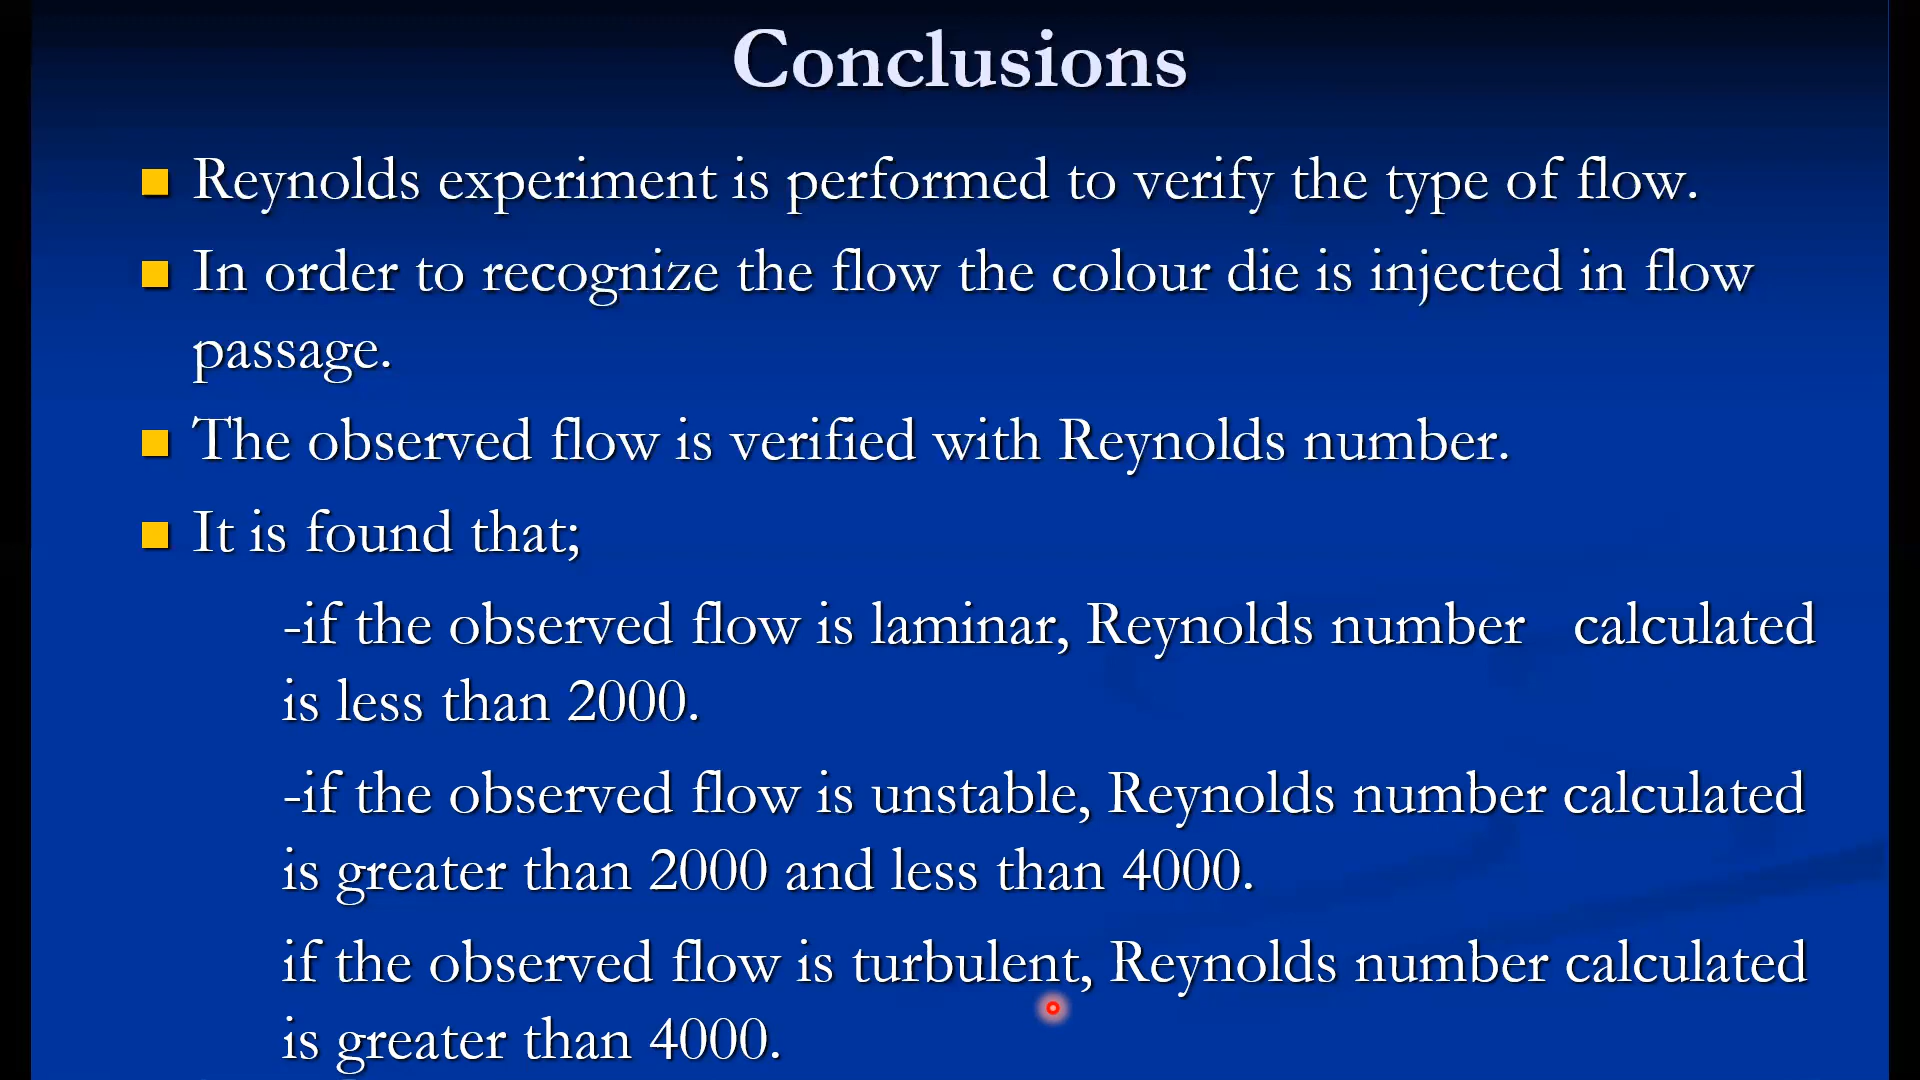 Conclusions
Reynolds experiment is performed to verify the type of flow.
In order to recognize the flow the colour die is injected in flow
passage.
The observed flow is verified with Reynolds number.
It is found that;
-if the observed flow is laminar, Reynolds number calculated
is less than 2000.
-if the observed flow is unstable, Reynolds number calculated
is greater than 2000 and less than 4000.
if the observed flow is turbulent, Reynolds number calculated
is greater than 4000.